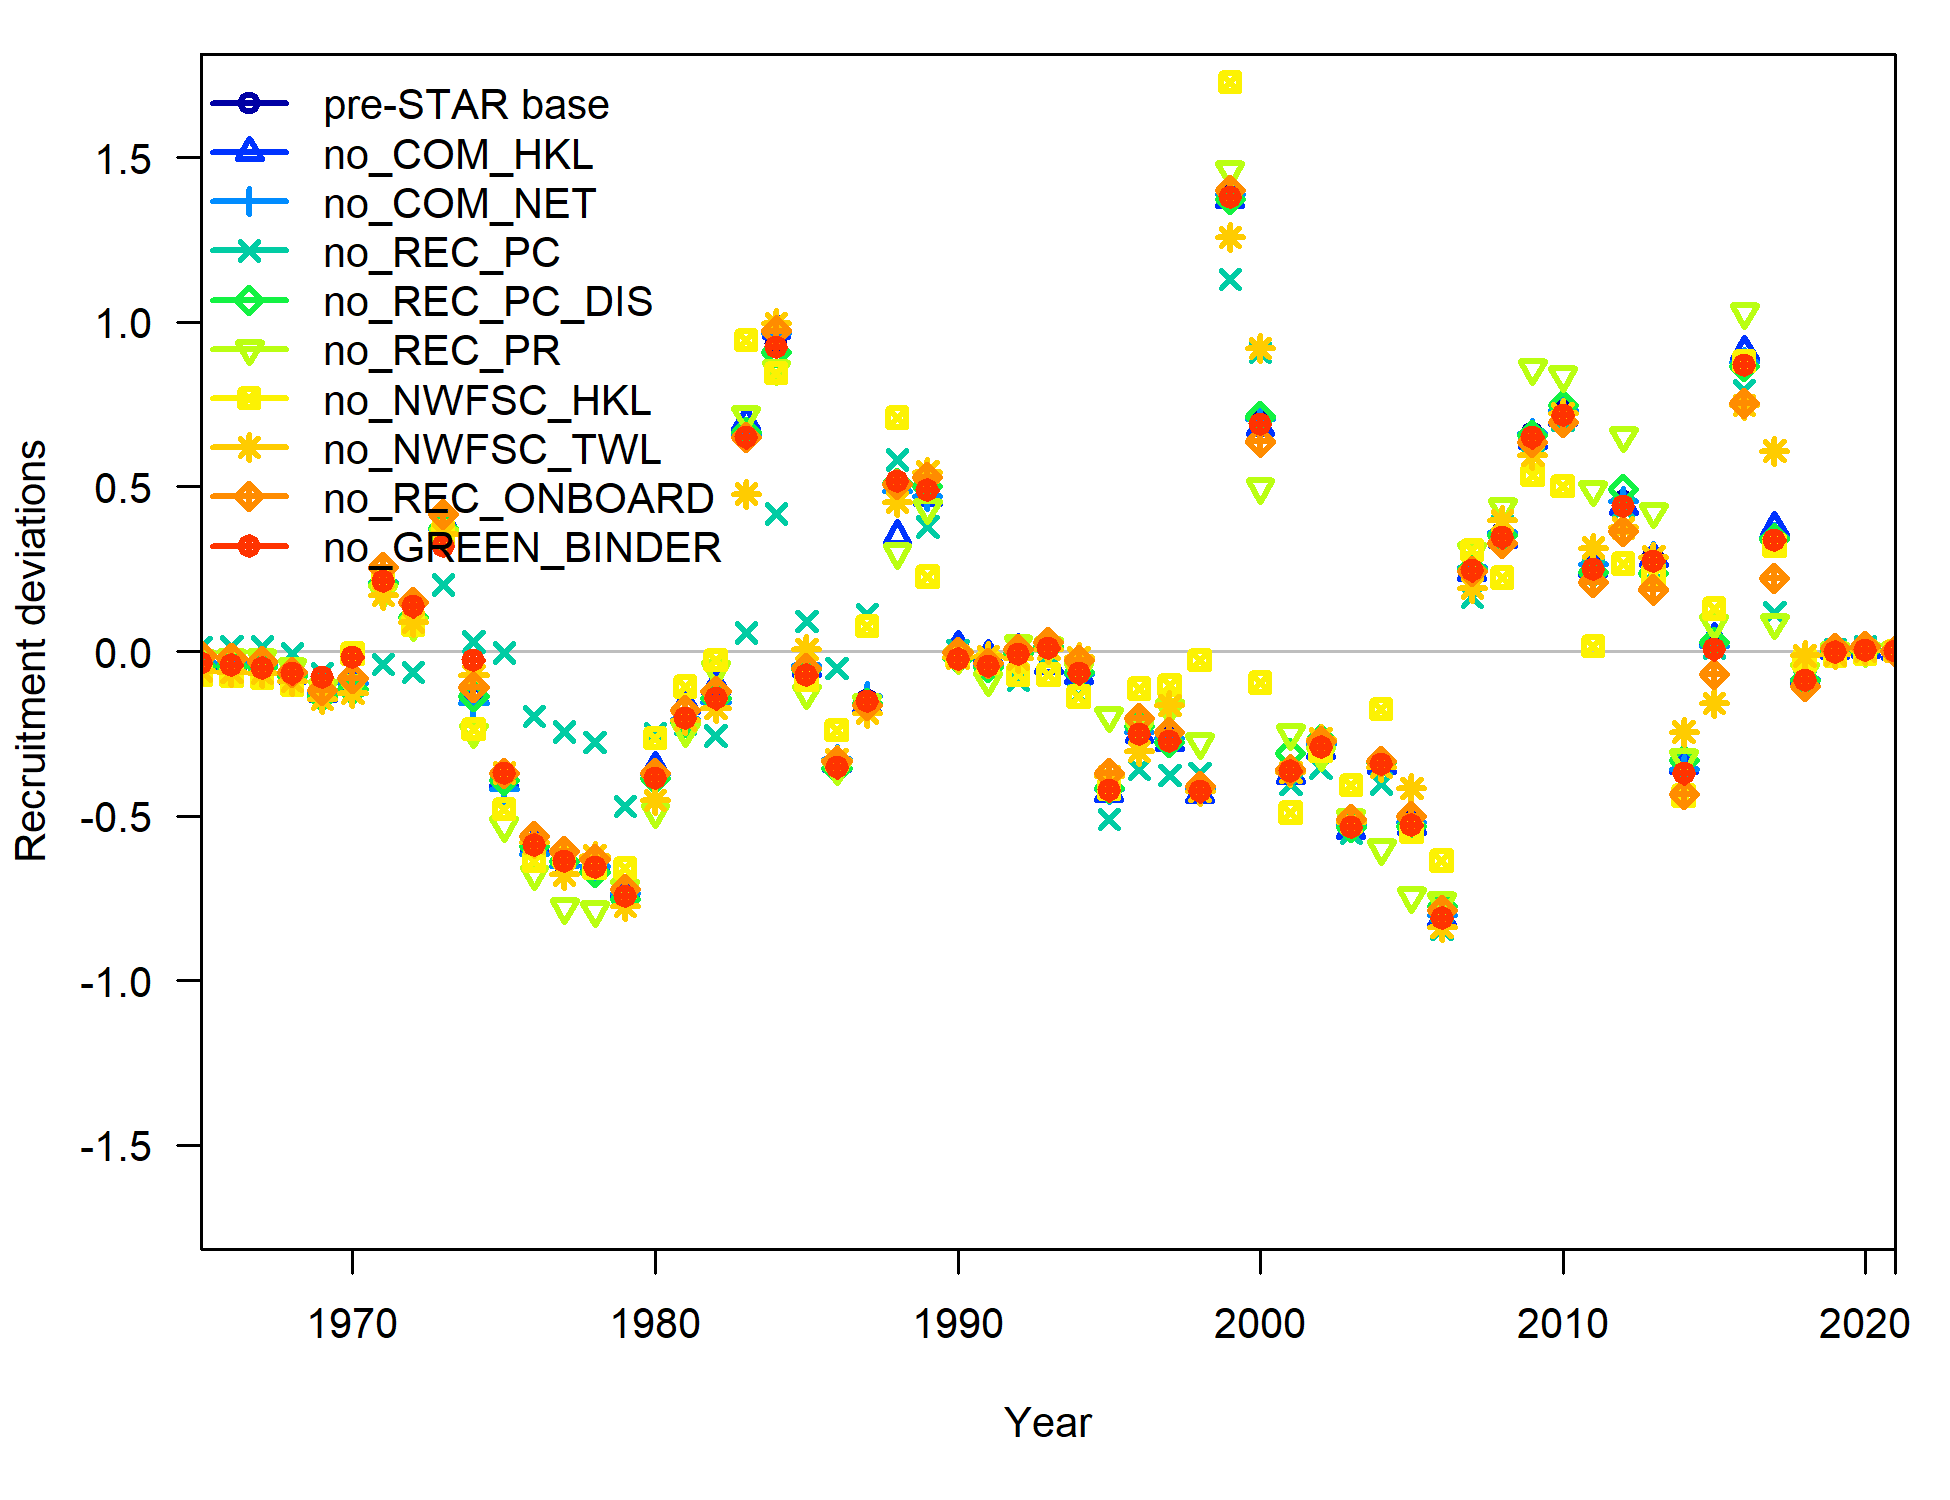 pre-STAR base
no_COM_HKL
no_COM_NET
no_REC_PC
no_REC_PC_DIS
no_REC_PR
no_NWFSC_HKL
no_NWFSC_TWL
no_REC_ONBOARD
no_GREEN_BINDER
Recruitment deviations
1.5
1.0
0.5
0.0
-0.5
-1.0
-1.5
1970 1980 1990 2000 2010 2020
Year